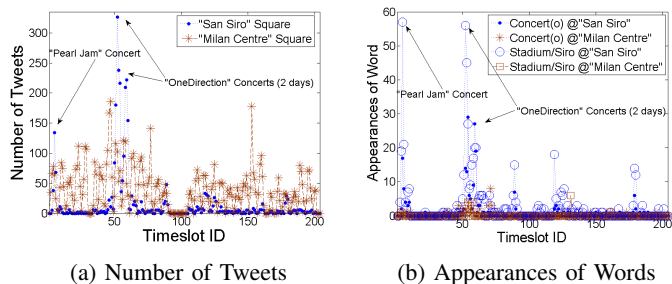 "San Siro" Square
"Milan Centre" Square
"Pearl Jam" Concert
"OneDirection" Concerts (2 days)
Number of Tweets
300
250
200
150
100
50
0
0
50
100
150
200
Timeslot ID
(a) Number of Tweets
Concert(o) @"San Siro"
Concert(o) @"Milan Centre"
Stadium/Siro @"San Siro"
Stadium/Siro @"Milan Centre"
"Pearl Jam" Concert
"OneDirection" Concerts (2 days)
Appearances of Word
60
50
40
30
20
10
0
0
50
100
150
200
Timeslot ID
(b) Appearances of Words